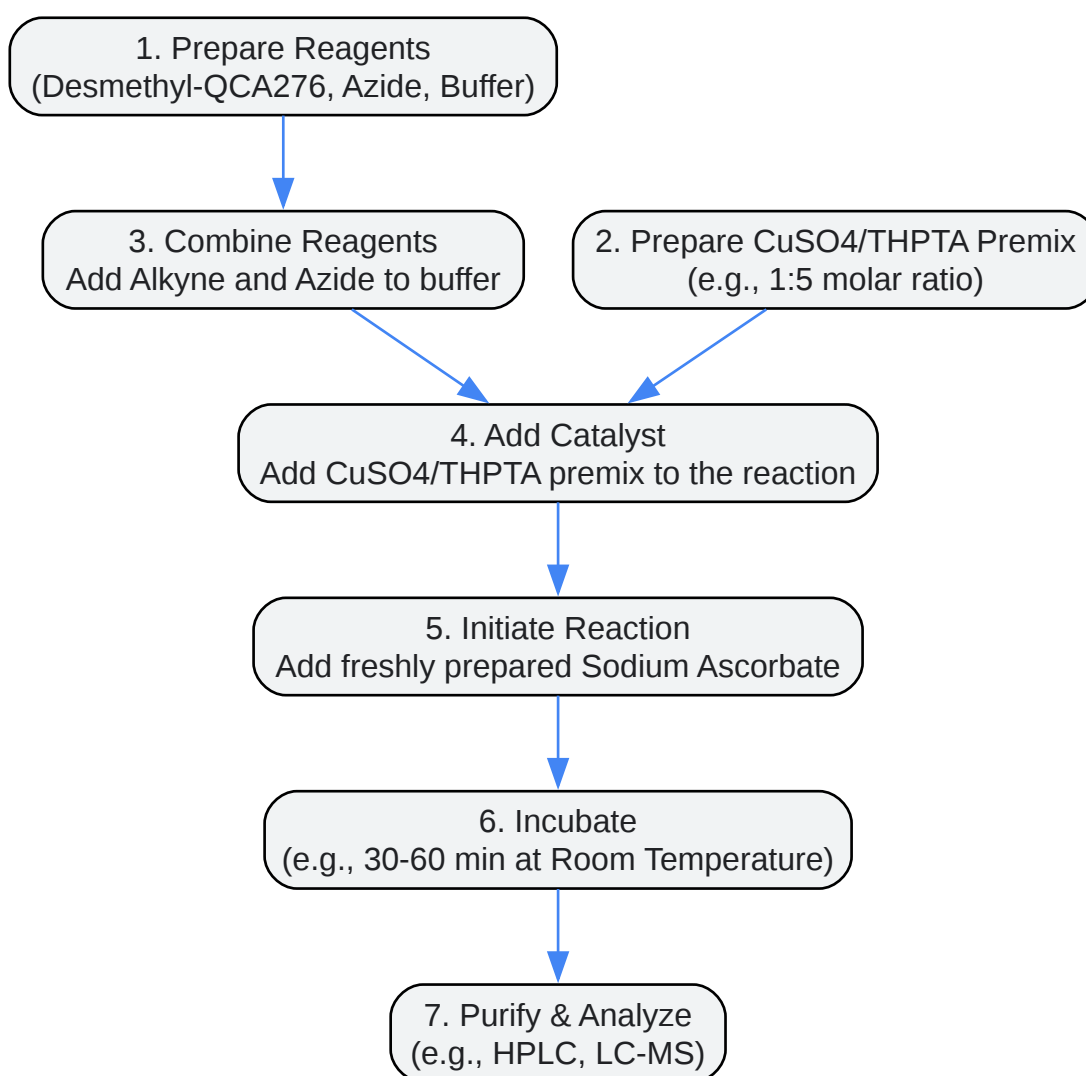 1. Prepare Reagents
(Desmethyl-QCA276, Azide, Buffer)
3. Combine Reagents
Add Alkyne and Azide to buffer
2. Prepare CuSO4/THPTA Premix
(e.g., 1:5 molar ratio)
4. Add Catalyst
Add CuSO4/THPTA premix to the reaction
5. Initiate Reaction
Add freshly prepared Sodium Ascorbate
6. Incubate
(e.g., 30-60 min at Room Temperature)
7. Purify & Analyze
(e.g., HPLC, LC-MS)